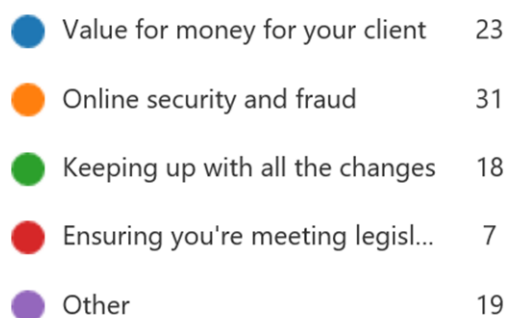 Value for money for your client 23
Online security and fraud 31
Keeping up with all the changes 18
Ensuring you're meeting legisl... 7
Other 19